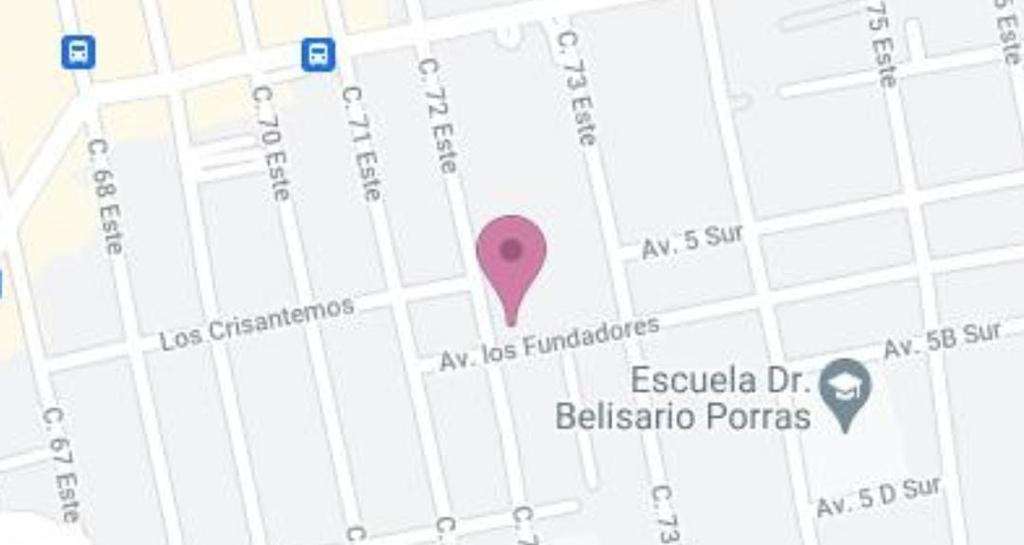 75 Este
5 Este
C. 73 Este
C. 72 Este
C. 71 Este
C. 70 Este
C. 68 Este
Av. 5 Sur
Los Crisantemos
Av. los Fundadores
Av. 5B Sur
Escuela Dr.
Belisario Porras
C. 67 Este
Av. 5 D Sur
C. 73
C. 7
C.
C.